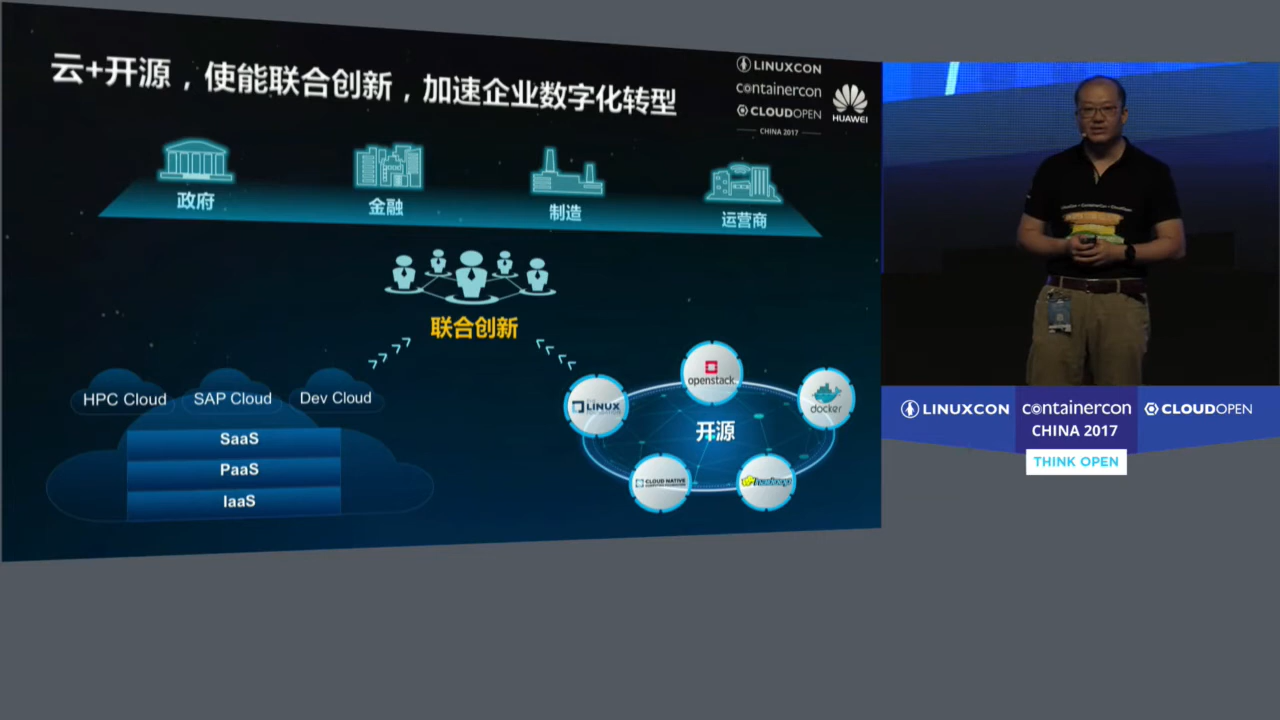 云+开源，使能联合创新，加速企业数字化转型
LINUXCON
containercon
CLOUDOPEN
CHINA 2017
HUAWEI
政府
金融
制造
运营商
联合创新
HPC Cloud
SAP Cloud
Dev Cloud
SaaS
PaaS
IaaS
openstack
THE
LINUX
FOUNDATION
docker
开源
CLOUD NATIVE
hadoop
LINUXCON
containercon
CLOUDOPEN
CHINA 2017
THINK OPEN